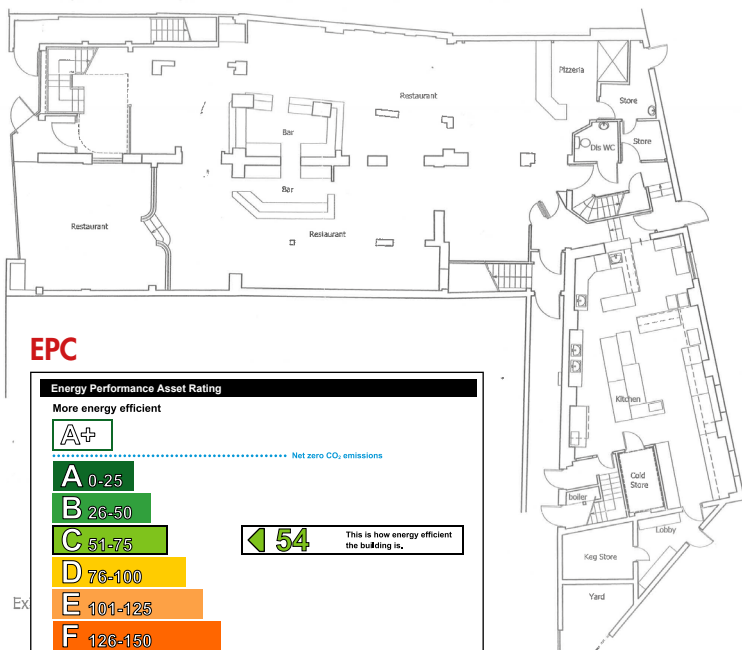 Pizzeria
Restaurant
Store
Bar
Dis WC
Store
Bar
Restaurant
Restaurant
EPC
Energy Performance Asset Rating
More energy efficient
A+
Net zero CO₂ emissions
A 0-25
B 26-50
C 51-75
54 This is how energy efficient
the building is.
D 76-100
E 101-125
F 126-150
Ex
Kitchen
Cold
Store
boiler
Lobby
Keg Store
Yard